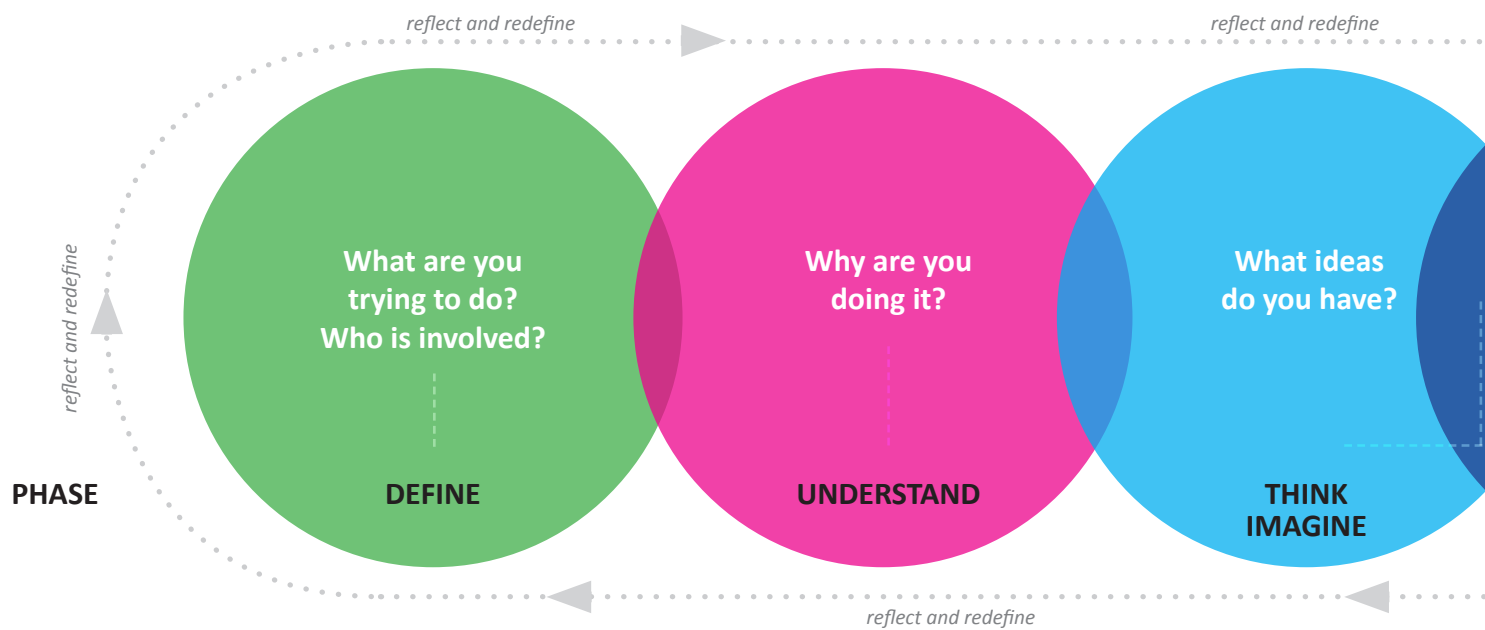 reflect and redefine
reflect and redefine
reflect and redefine
What are you
trying to do?
Who is involved?
Why are you
doing it?
What ideas
do you have?
PHASE
DEFINE
UNDERSTAND
THINK
IMAGINE
reflect and redefine